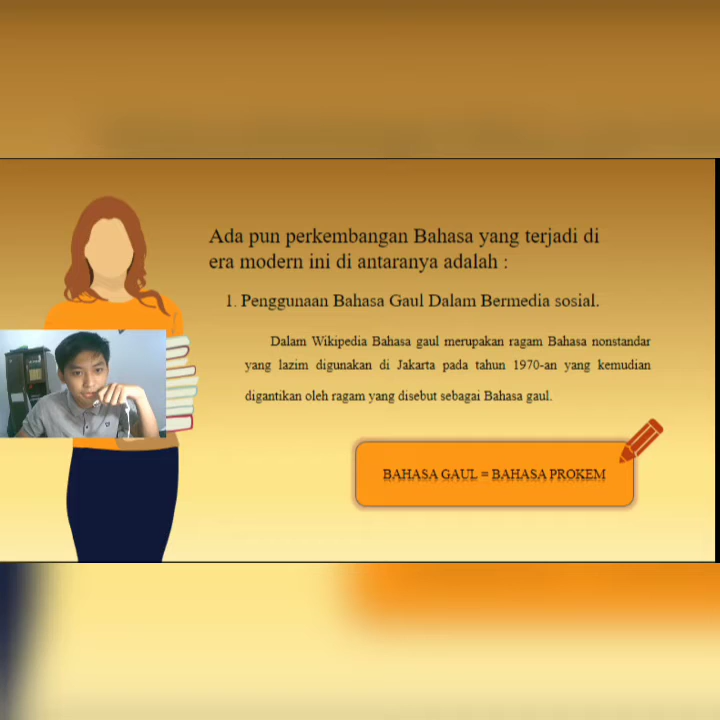 Ada pun perkembangan Bahasa yang terjadi di
era modern ini di antaranya adalah :
1. Penggunaan Bahasa Gaul Dalam Bermedia sosial.
Dalam Wikipedia Bahasa gaul merupakan ragam Bahasa nonstandar
yang lazim digunakan di Jakarta pada tahun 1970-an yang kemudian
digantikan oleh ragam yang disebut sebagai Bahasa gaul.
BAHASA GAUL = BAHASA PROKEM